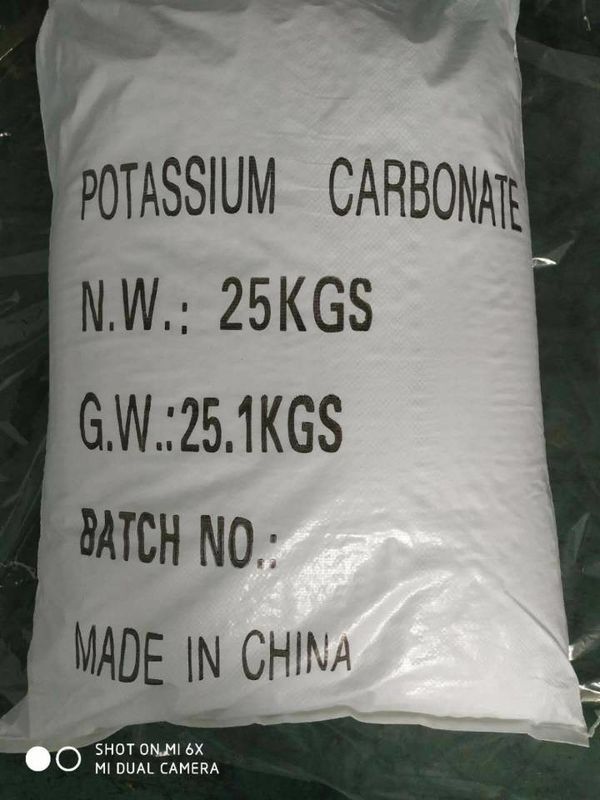 POTASSIUM CARBONATE
N.W.: 25KGS
G.W.:25.1KGS
BATCH NO.:
MADE IN CHINA
SHOT ON MI 6X
MI DUAL CAMERA